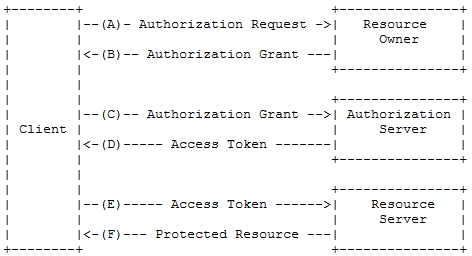 +--------+                               +---------------+
|        |--(A)- Authorization Request ->|   Resource    |
|        |                               |     Owner     |
|        |<-(B)-- Authorization Grant ---|               |
|        |                               +---------------+
|        |
|        |                               +---------------+
|        |--(C)-- Authorization Grant -->| Authorization |
| Client |                               |     Server    |
|        |<-(D)----- Access Token -------|               |
|        |                               +---------------+
|        |
|        |                               +---------------+
|        |--(E)----- Access Token ------>|    Resource   |
|        |                               |     Server    |
|        |<-(F)--- Protected Resource ---|               |
+--------+                               +---------------+